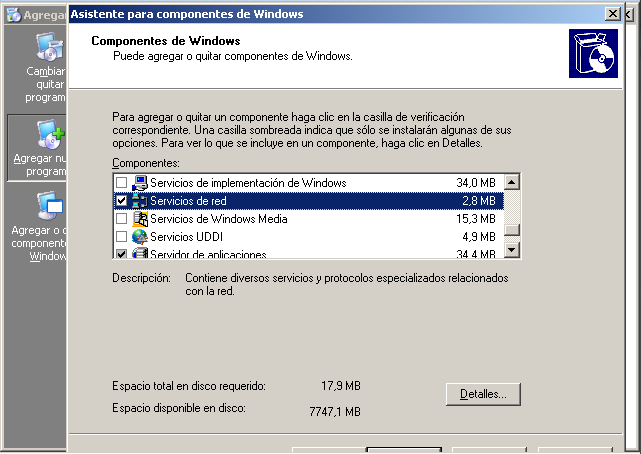 Agregar
Asistente para componentes de Windows
Componentes de Windows
Puede agregar o quitar componentes de Windows.
Cambiar
quitar
program
Agregar nu
program
Agregar o q
compone
Window
Para agregar o quitar un componente haga clic en la casilla de verificación
correspondiente. Una casilla sombreada indica que sólo se instalarán algunas de sus
opciones. Para ver lo que se incluye en un componente, haga clic en Detalles.
Componentes:
Servicios de implementación de Windows 34,0 MB
Servicios de red 2,8 MB
Servicios de Windows Media 15,3 MB
Servicios UDDI 4,9 MB
Servidor de aplicaciones 34,4 MB
Descripción: Contiene diversos servicios y protocolos especializados relacionados
con la red.
Espacio total en disco requerido: 17,9 MB
Espacio disponible en disco: 7747,1 MB
Detalles...